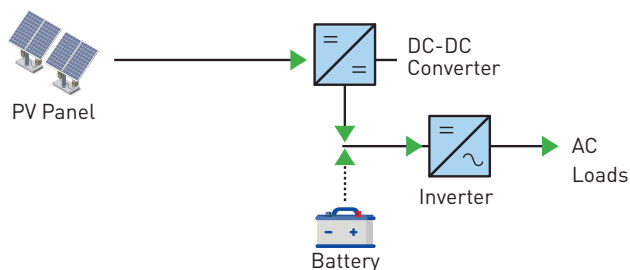 PV Panel
DC-DC
Converter
AC
Loads
Inverter
Battery